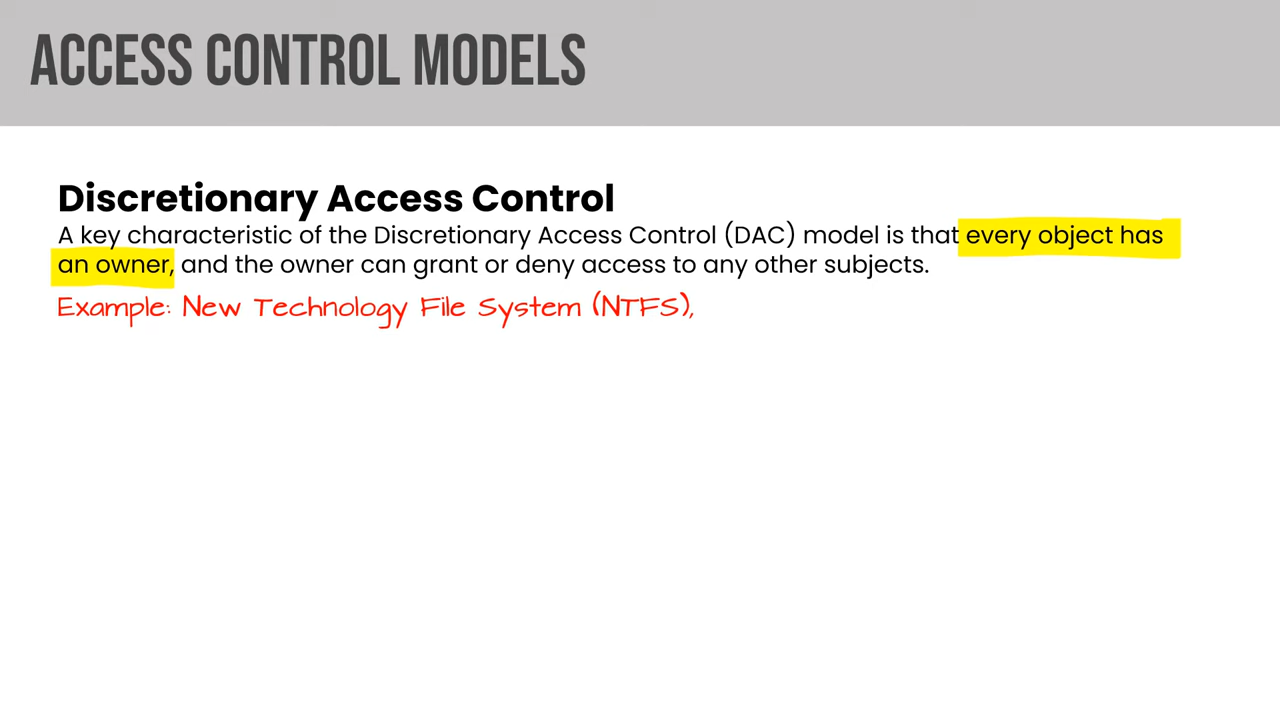 ACCESS CONTROL MODELS
Discretionary Access Control
A key characteristic of the Discretionary Access Control (DAC) model is that every object has
an owner, and the owner can grant or deny access to any other subjects.
Example: New Technology File System (NTFS),